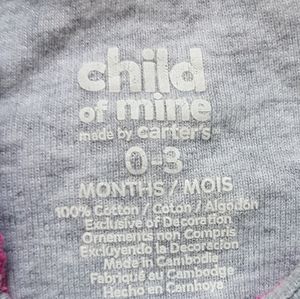 child
of mine
made by carter's
0-3
MONTHS / MOIS
100% Cotton / Coton / Algodón
Exclusive of Decoration
Ornements non Compris
Excluyendo la Decoracion
Made in Cambodia
Fabriqué au Cambodge
Hecho en Camboya